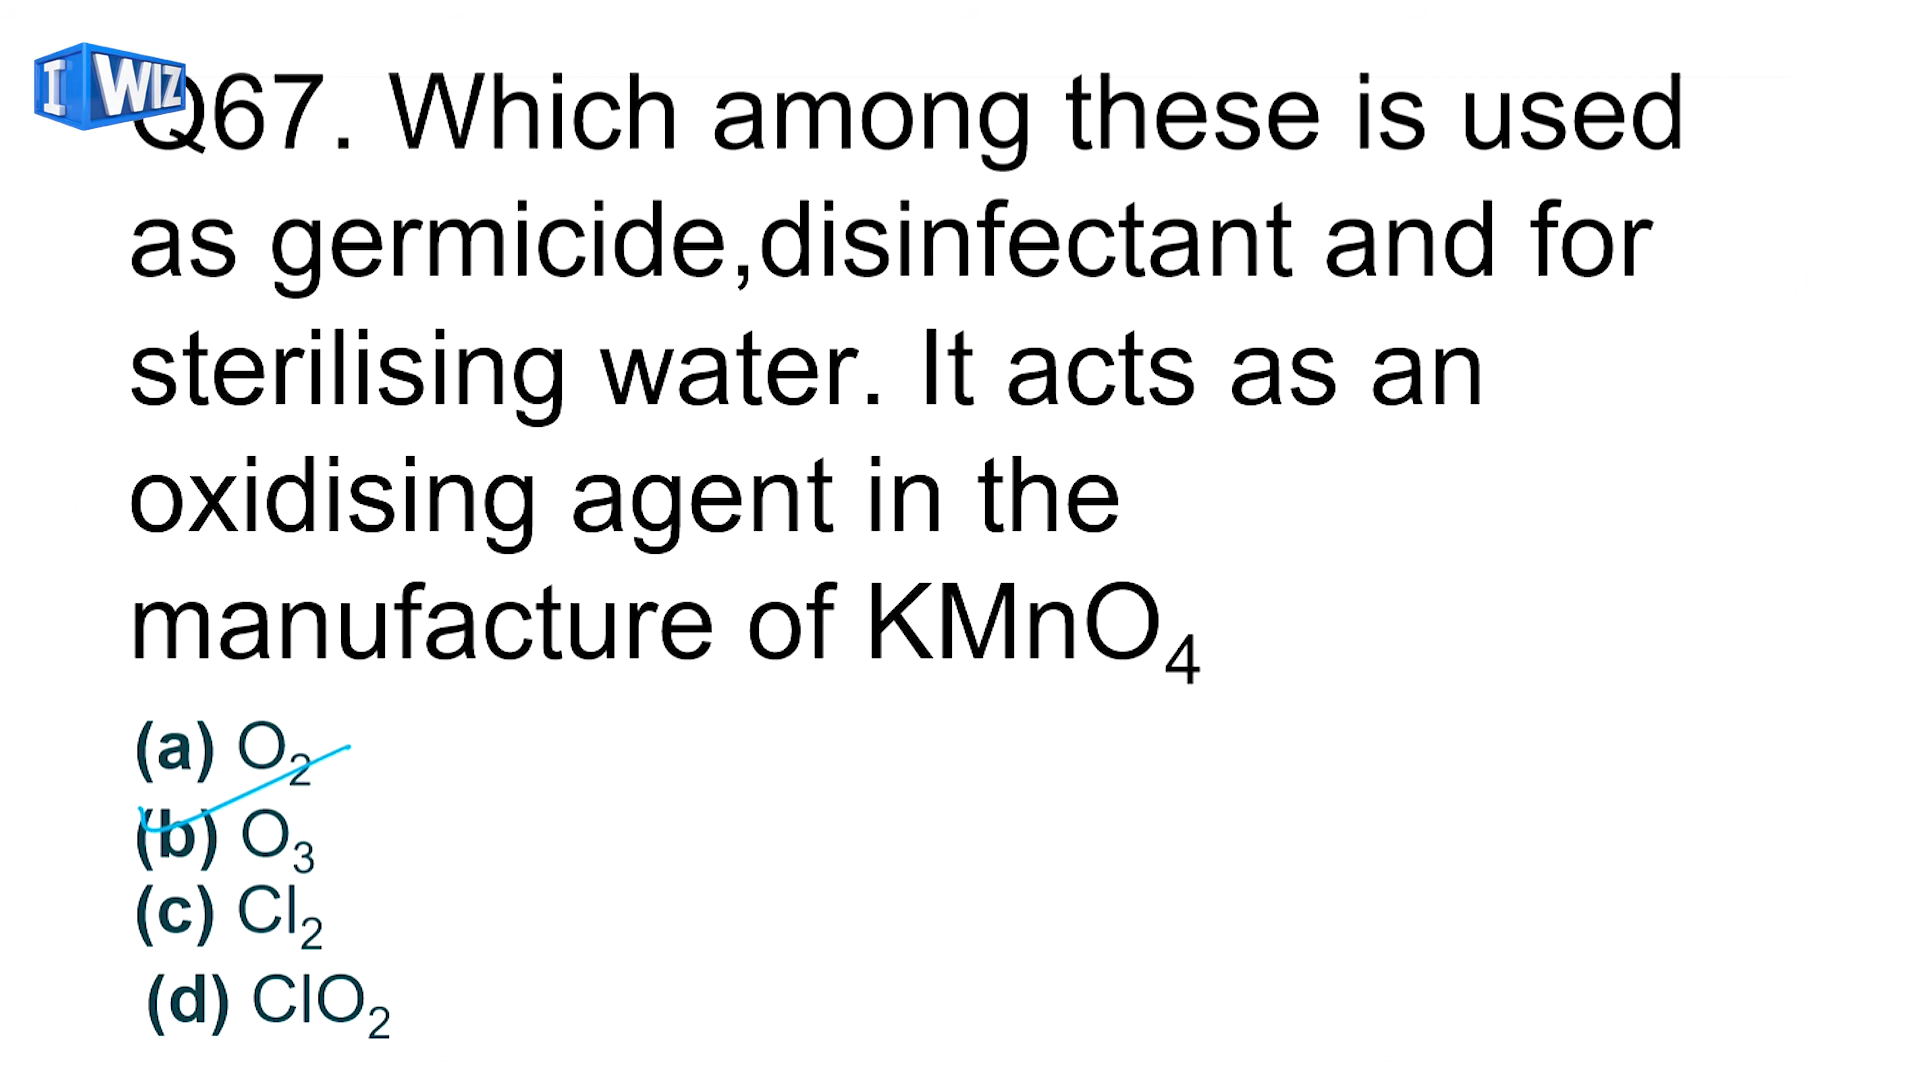 I WIZ
Q67. Which among these is used
as germicide,disinfectant and for
sterilising water. It acts as an
oxidising agent in the
manufacture of KMnO₄
(a) O₂
(b) O₃
(c) Cl₂
(d) ClO₂